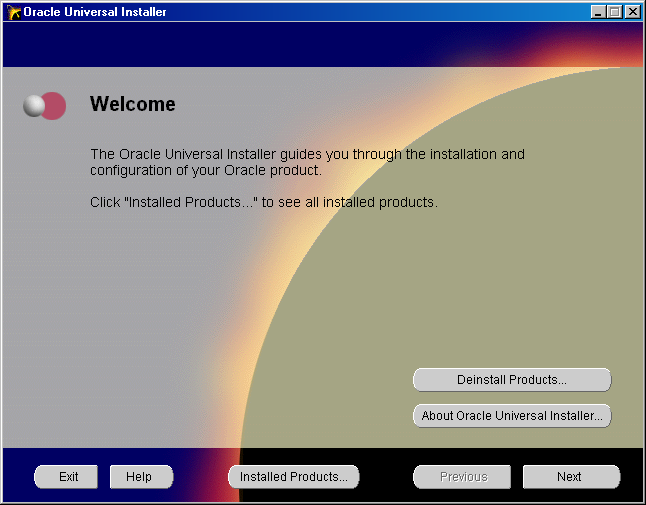 Oracle Universal Installer
Welcome
The Oracle Universal Installer guides you through the installation and
configuration of your Oracle product.
Click "Installed Products..." to see all installed products.
Deinstall Products...
About Oracle Universal Installer...
Exit
Help
Installed Products...
Previous
Next